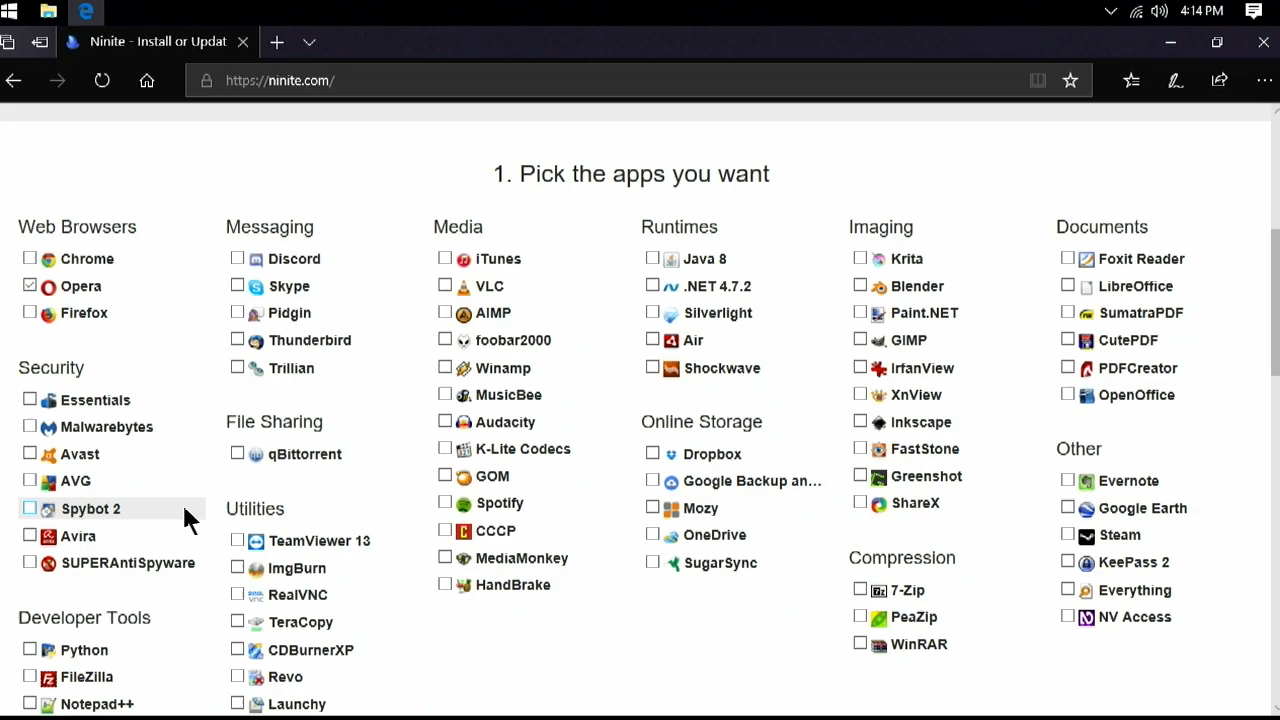 4:14 PM
Ninite - Install or Updat
https://ninite.com/
1. Pick the apps you want
Web Browsers
Chrome
Opera
Firefox
Security
Essentials
Malwarebytes
Avast
AVG
Spybot 2
Avira
SUPERAntiSpyware
Developer Tools
Python
FileZilla
Notepad++
Messaging
Discord
Skype
Pidgin
Thunderbird
Trillian
File Sharing
qBittorrent
Utilities
TeamViewer 13
ImgBurn
RealVNC
TeraCopy
CDBurnerXP
Revo
Launchy
Media
iTunes
VLC
AIMP
foobar2000
Winamp
MusicBee
Audacity
K-Lite Codecs
GOM
Spotify
CCCP
MediaMonkey
HandBrake
Runtimes
Java 8
.NET 4.7.2
Silverlight
Air
Shockwave
Online Storage
Dropbox
Google Backup an...
Mozy
OneDrive
SugarSync
Imaging
Krita
Blender
Paint.NET
GIMP
IrfanView
XnView
Inkscape
FastStone
Greenshot
ShareX
Compression
7-Zip
PeaZip
WinRAR
Documents
Foxit Reader
LibreOffice
SumatraPDF
CutePDF
PDFCreator
OpenOffice
Other
Evernote
Google Earth
Steam
KeePass 2
Everything
NV Access